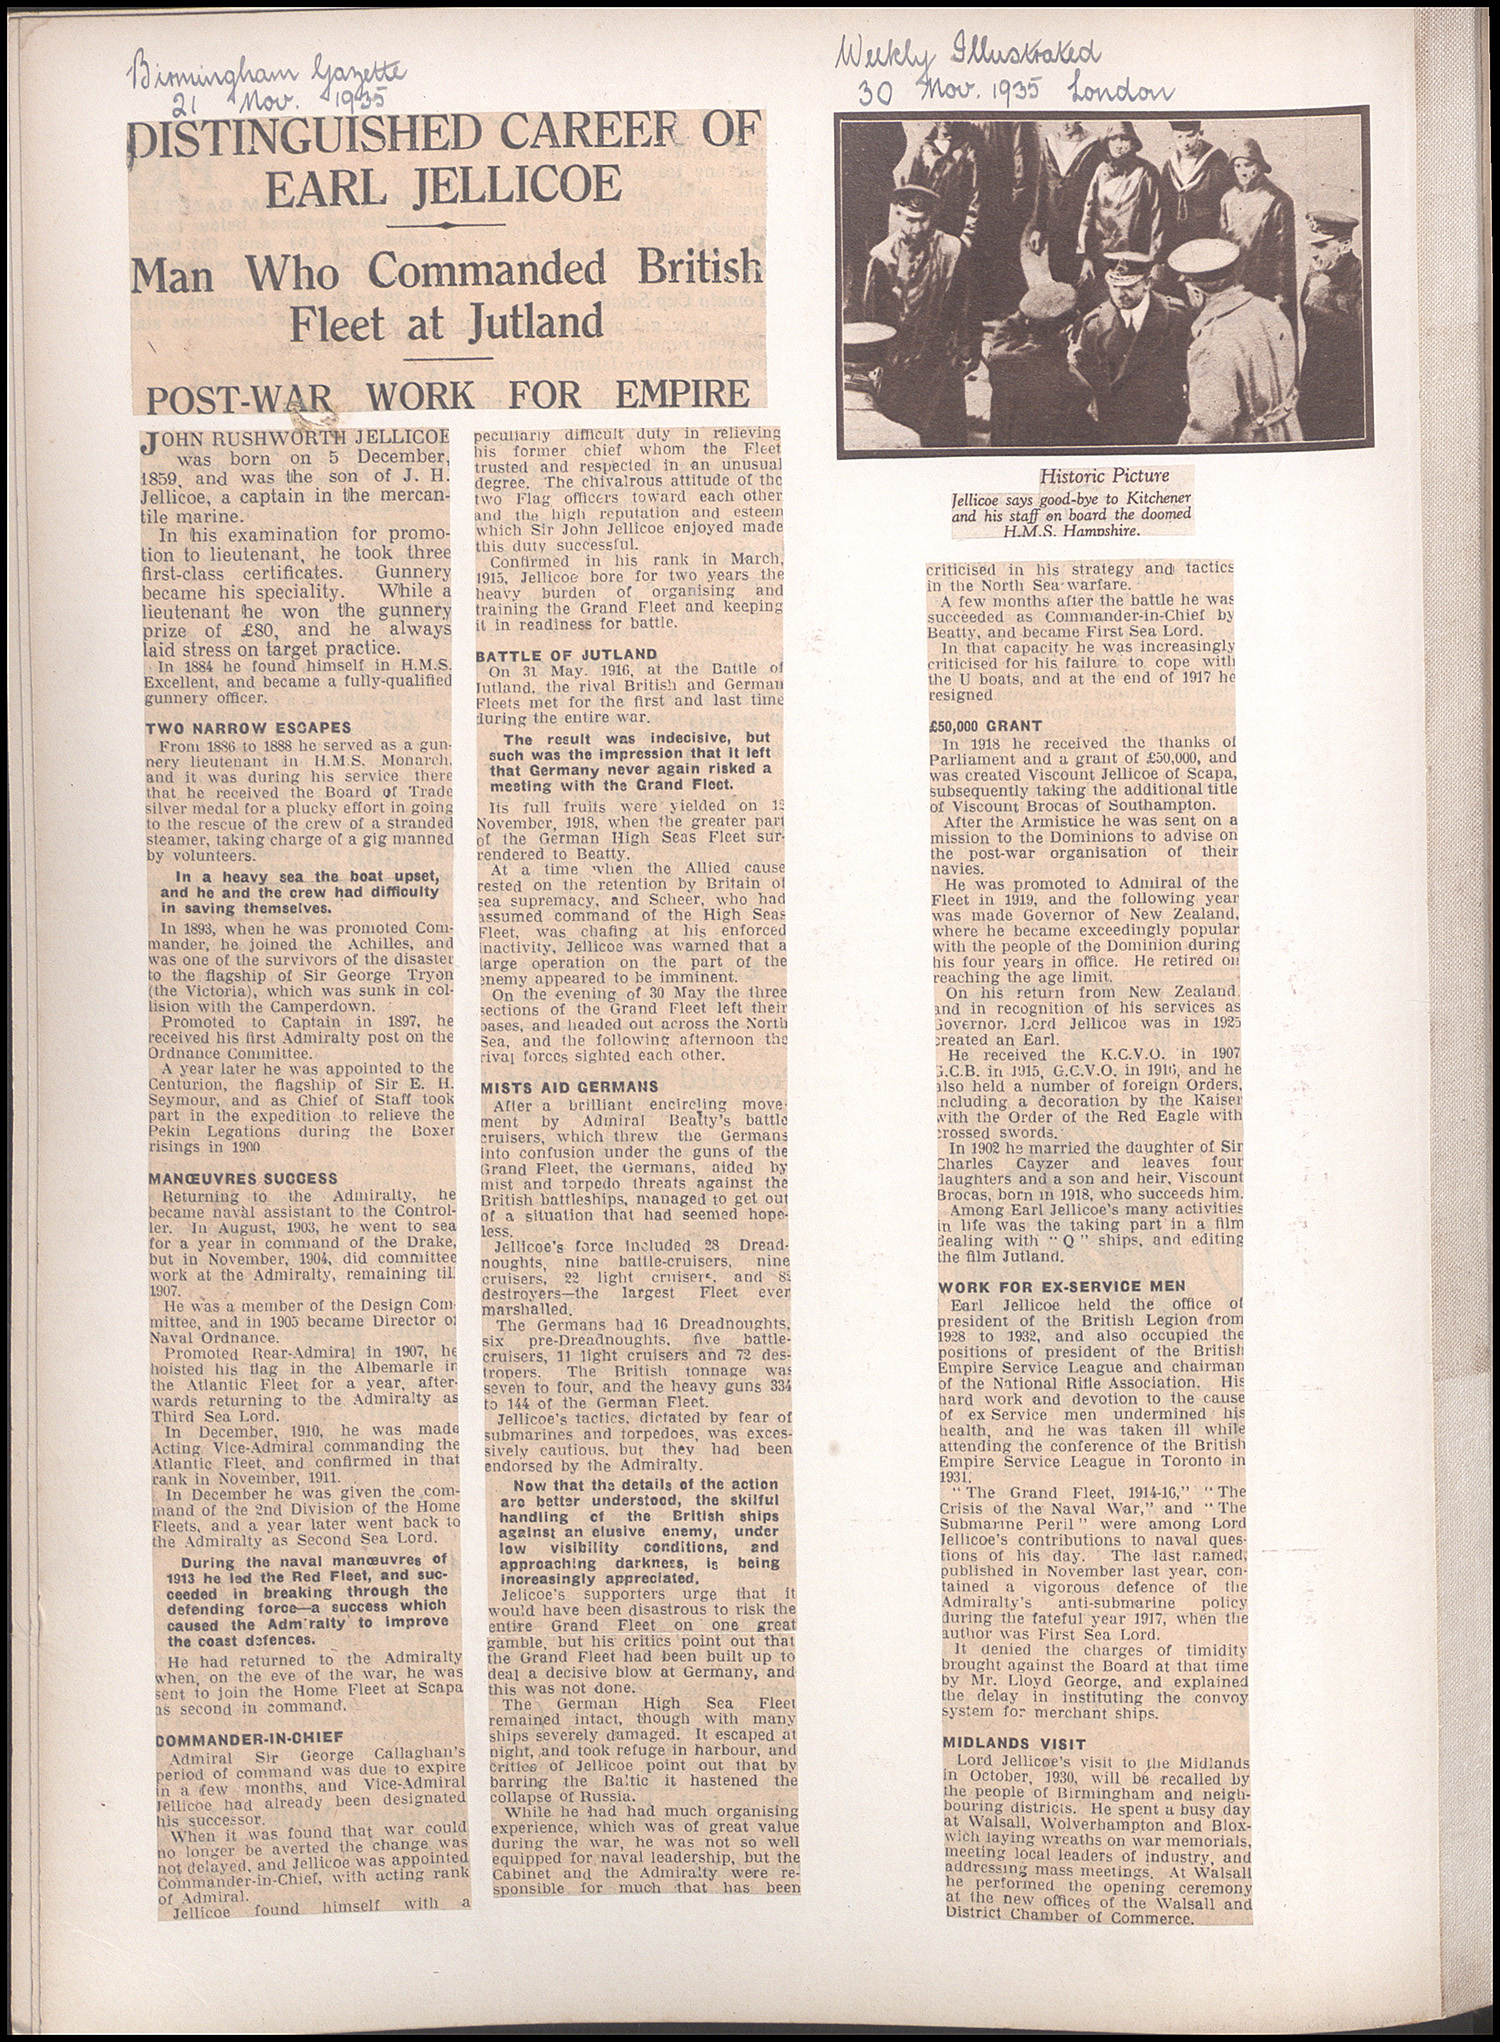 Birmingham Gazette
21 Nov. 1935
DISTINGUISHED CAREER OF
EARL JELLICOE
Man Who Commanded British
Fleet at Jutland
POST-WAR WORK FOR EMPIRE
JOHN RUSHWORTH JELLICOE
was born on 5 December,
1859, and was the son of J. H.
Jellicoe, a captain in the mercan-
tile marine.
In his examination for promo-
tion to lieutenant, he took three
first-class certificates. Gunnery
became his speciality. While a
lieutenant he won the gunnery
prize of £80, and he always
laid stress on target practice.
In 1884 he found himself in H.M.S.
Excellent, and became a fully-qualified
gunnery officer.
TWO NARROW ESCAPES
From 1886 to 1888 he served as a gun-
nery lieutenant in H.M.S. Monarch,
and it was during his service there
that he received the Board of Trade
silver medal for a plucky effort in going
to the rescue of the crew of a stranded
steamer, taking charge of a gig manned
by volunteers.
In a heavy sea the boat upset,
and he and the crew had difficulty
in saving themselves.
In 1893, when he was promoted Com-
mander, he joined the Achilles, and
was one of the survivors of the disaster
to the flagship of Sir George Tryon
(the Victoria), which was sunk in col-
lision with the Camperdown.
Promoted to Captain in 1897, he
received his first Admiralty post on the
Ordnance Committee.
A year later he was appointed to the
Centurion, the flagship of Sir E. H.
Seymour, and as Chief of Staff took
part in the expedition to relieve the
Pekin Legations during the Boxer
risings in 1900
MANŒUVRES SUCCESS
Returning to the Admiralty, he
became naval assistant to the Control-
ler. In August, 1903, he went to sea
for a year in command of the Drake,
but in November, 1904, did committee
work at the Admiralty, remaining till
1907.
He was a member of the Design Com-
mittee, and in 1905 became Director of
Naval Ordnance.
Promoted Rear-Admiral in 1907, he
hoisted his flag in the Albemarle in
the Atlantic Fleet for a year, after-
wards returning to the Admiralty as
Third Sea Lord.
In December, 1910, he was made
Acting Vice-Admiral commanding the
Atlantic Fleet, and confirmed in that
rank in November, 1911.
In December he was given the com-
mand of the 2nd Division of the Home
Fleets, and a year later went back to
the Admiralty as Second Sea Lord.
During the naval manœuvres of
1913 he led the Red Fleet, and suc-
ceeded in breaking through the
defending force—a success which
caused the Admiralty to improve
the coast defences.
He had returned to the Admiralty
when, on the eve of the war, he was
sent to join the Home Fleet at Scapa
as second in command.
COMMANDER-IN-CHIEF
Admiral Sir George Callaghan's
period of command was due to expire
in a few months, and Vice-Admiral
Jellicoe had already been designated
his successor.
When it was found that war could
no longer be averted the change was
not delayed, and Jellicoe was appointed
Commander-in-Chief, with acting rank
of Admiral.
Jellicoe found himself with a
peculiarly difficult duty in relieving
his former chief whom the Fleet
trusted and respected in an unusual
degree. The chivalrous attitude of the
two Flag officers toward each other
and the high reputation and esteem
which Sir John Jellicoe enjoyed made
this duty successful.
Confirmed in his rank in March,
1915, Jellicoe bore for two years the
heavy burden of organising and
training the Grand Fleet and keeping
it in readiness for battle.
BATTLE OF JUTLAND
On 31 May, 1916, at the Battle of
Jutland, the rival British and German
Fleets met for the first and last time
during the entire war.
The result was indecisive, but
such was the impression that it left
that Germany never again risked a
meeting with the Grand Fleet.
Its full fruits were yielded on
November, 1918, when the greater part
of the German High Seas Fleet sur-
rendered to Beatty.
At a time when the Allied cause
rested on the retention by Britain of
sea supremacy, and Scheer, who had
assumed command of the High Seas
Fleet, was chafing at his enforced
inactivity, Jellicoe was warned that a
large operation on the part of the
enemy appeared to be imminent.
On the evening of 30 May the three
sections of the Grand Fleet left their
bases, and headed out across the North
Sea, and the following afternoon the
rival forces sighted each other.
MISTS AID GERMANS
After a brilliant encircling move-
ment by Admiral Beatty's battle
cruisers, which threw the Germans
into confusion under the guns of the
Grand Fleet, the Germans, aided by
mist and torpedo threats against the
British battleships, managed to get out
of a situation that had seemed hope-
less.
Jellicoe's force included 28 Dread-
noughts, nine battle-cruisers, nine
cruisers, 22 light cruisers, and
destroyers—the largest Fleet ever
marshalled.
The Germans had 16 Dreadnoughts,
six pre-Dreadnoughts, five battle-
cruisers, 11 light cruisers and 72 des-
tropers. The British tonnage was
seven to four, and the heavy guns 334
to 144 of the German Fleet.
Jellicoe's tactics, dictated by fear of
submarines and torpedoes, was exces-
sively cautious, but they had been
endorsed by the Admiralty.
Now that the details of the action
are better understood, the skilful
handling of the British ships
against an elusive enemy, under
low visibility conditions, and
approaching darkness, is being
increasingly appreciated.
Jelicoe's supporters urge that it
would have been disastrous to risk the
entire Grand Fleet on one great
gamble, but his critics point out that
the Grand Fleet had been built up to
deal a decisive blow at Germany, and
this was not done.
The German High Sea Fleet
remained intact, though with many
ships severely damaged. It escaped at
night, and took refuge in harbour, and
critics of Jellicoe point out that by
barring the Baltic it hastened the
collapse of Russia.
While he had had much organising
experience, which was of great value
during the war, he was not so well
equipped for naval leadership, but the
Cabinet and the Admiralty were re-
sponsible for much that has been
Weekly Illustrated
30 Nov. 1935 London
Historic Picture
Jellicoe says good-bye to Kitchener
and his staff on board the doomed
H.M.S. Hampshire.
criticised in his strategy and tactics
in the North Sea warfare.
A few months after the battle he was
succeeded as Commander-in-Chief by
Beatty, and became First Sea Lord.
In that capacity he was increasingly
criticised for his failure to cope with
the U boats, and at the end of 1917 he
resigned
£50,000 GRANT
In 1918 he received the thanks of
Parliament and a grant of £50,000, and
was created Viscount Jellicoe of Scapa,
subsequently taking the additional title
of Viscount Brocas of Southampton.
After the Armistice he was sent on a
mission to the Dominions to advise on
the post-war organisation of their
navies.
He was promoted to Admiral of the
Fleet in 1919, and the following year
was made Governor of New Zealand,
where he became exceedingly popular
with the people of the Dominion during
his four years in office. He retired on
reaching the age limit.
On his return from New Zealand,
and in recognition of his services as
Governor, Lord Jellicoe was in 1925
created an Earl.
He received the K.C.V.O. in 1907
G.C.B. in 1915, G.C.V.O. in 1916, and he
also held a number of foreign Orders,
including a decoration by the Kaiser
with the Order of the Red Eagle with
crossed swords.
In 1902 he married the daughter of Sir
Charles Cayzer and leaves four
daughters and a son and heir, Viscount
Brocas, born in 1918, who succeeds him.
Among Earl Jellicoe's many activities
in life was the taking part in a film
dealing with "Q" ships, and editing
the film Jutland.
WORK FOR EX-SERVICE MEN
Earl Jellicoe held the office of
president of the British Legion from
1928 to 1932, and also occupied the
positions of president of the British
Empire Service League and chairman
of the National Rifle Association. His
hard work and devotion to the cause
of ex Service men undermined his
health, and he was taken ill while
attending the conference of the British
Empire Service League in Toronto in
1931.
"The Grand Fleet, 1914-16," "The
Crisis of the Naval War," and "The
Submarine Peril" were among Lord
Jellicoe's contributions to naval ques-
tions of his day. The last named,
published in November last year, con-
tained a vigorous defence of the
Admiralty's anti-submarine policy
during the fateful year 1917, when the
author was First Sea Lord.
It denied the charges of timidity
brought against the Board at that time
by Mr. Lloyd George, and explained
the delay in instituting the convoy
system for merchant ships.
MIDLANDS VISIT
Lord Jellicoe's visit to the Midlands
in October, 1930, will be recalled by
the people of Birmingham and neigh-
bouring districts. He spent a busy day
at Walsall, Wolverhampton and Blox-
wich laying wreaths on war memorials,
meeting local leaders of industry, and
addressing mass meetings. At Walsall
he performed the opening ceremony
at the new offices of the Walsall and
District Chamber of Commerce.